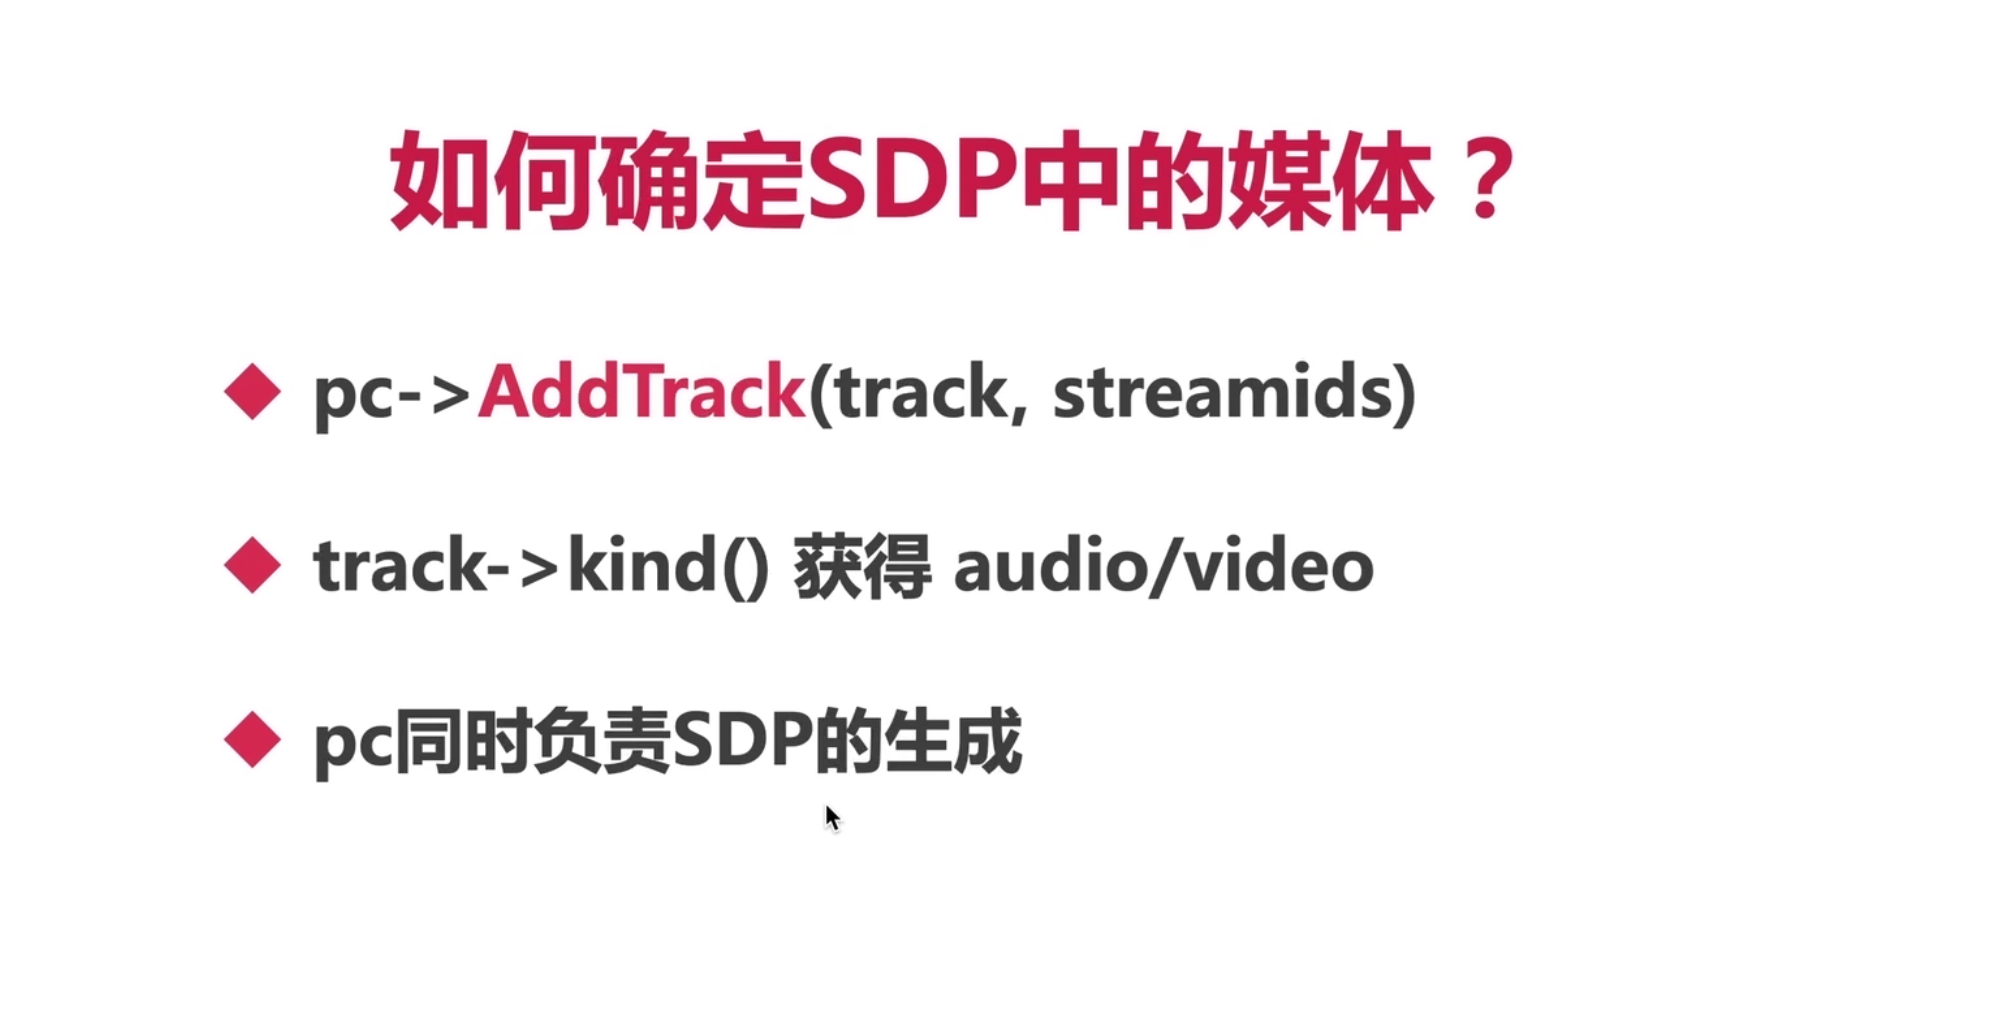 如何确定SDP中的媒体？
pc->AddTrack(track, streamids)
track->kind() 获得 audio/video
pc同时负责SDP的生成